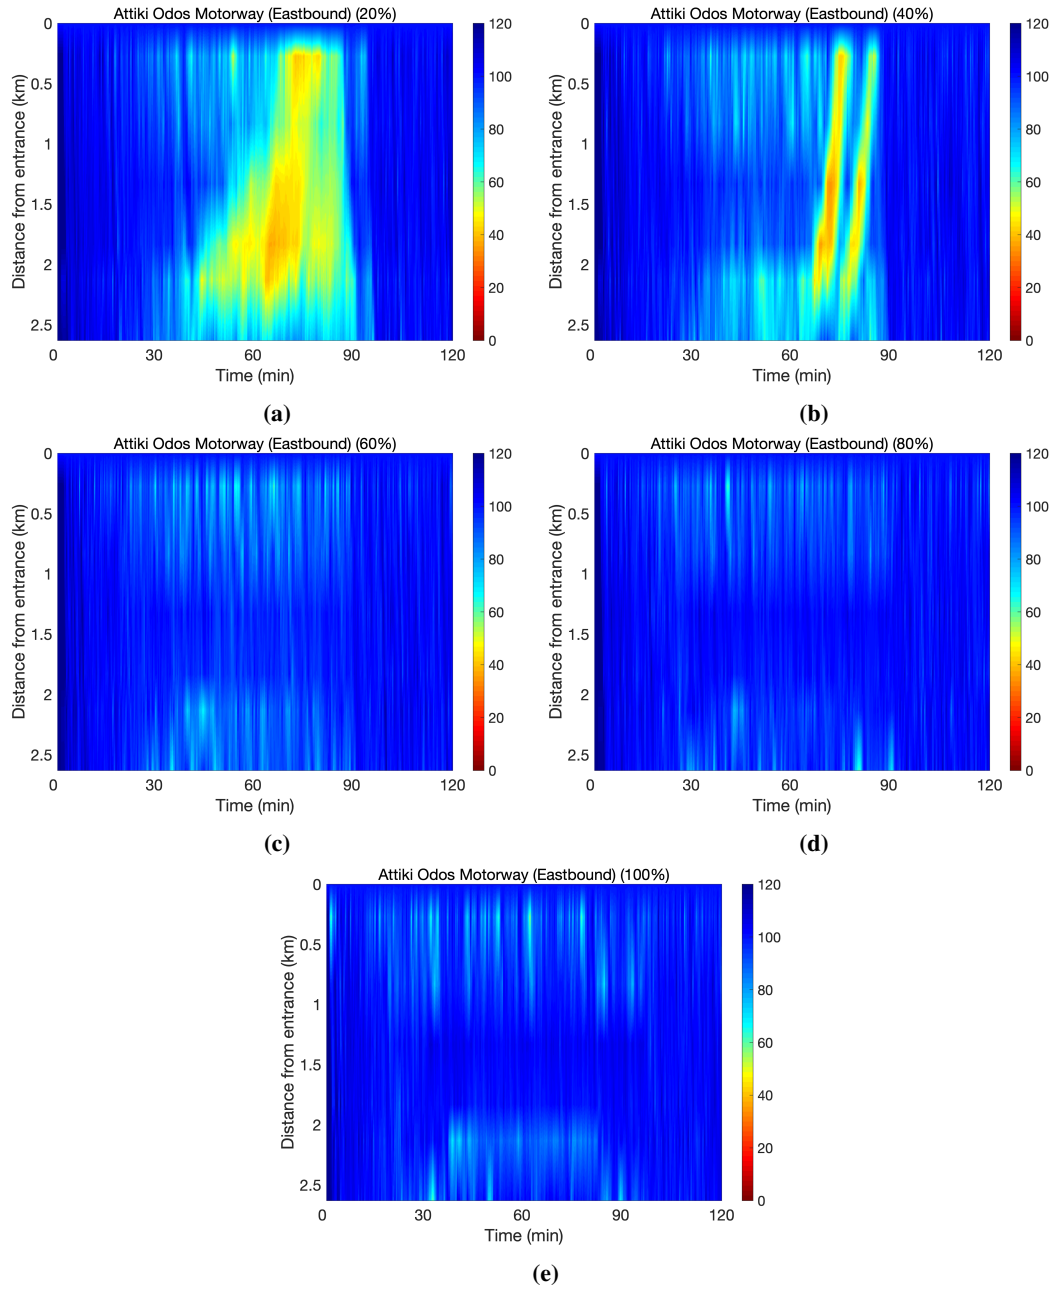 Attiki Odos Motorway (Eastbound) (20%)
Distance from entrance (km)
0
0.5
1
1.5
2
2.5
0 30 60 90 120
Time (min)
120
100
80
60
40
20
0
(a)
Attiki Odos Motorway (Eastbound) (40%)
Distance from entrance (km)
0
0.5
1
1.5
2
2.5
0 30 60 90 120
Time (min)
120
100
80
60
40
20
0
(b)
Attiki Odos Motorway (Eastbound) (60%)
Distance from entrance (km)
0
0.5
1
1.5
2
2.5
0 30 60 90 120
Time (min)
120
100
80
60
40
20
0
(c)
Attiki Odos Motorway (Eastbound) (80%)
Distance from entrance (km)
0
0.5
1
1.5
2
2.5
0 30 60 90 120
Time (min)
120
100
80
60
40
20
0
(d)
Attiki Odos Motorway (Eastbound) (100%)
Distance from entrance (km)
0
0.5
1
1.5
2
2.5
0 30 60 90 120
Time (min)
120
100
80
60
40
20
0
(e)